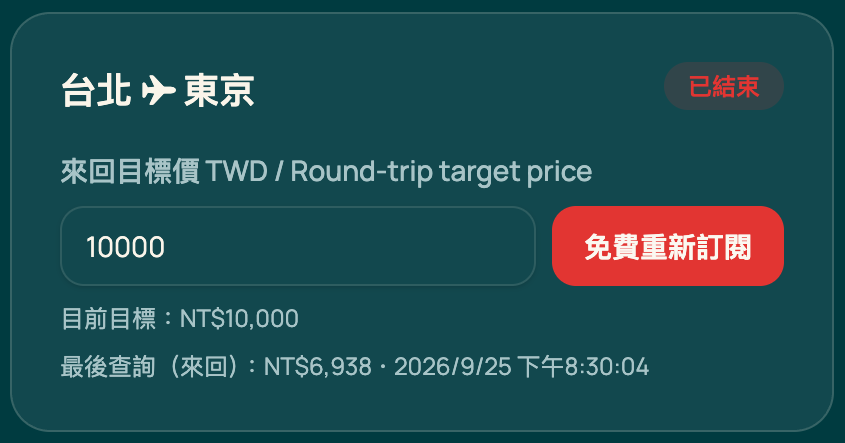 台北 ✈ 東京
已結束
來回目標價 TWD / Round-trip target price
10000
免費重新訂閱
目前目標：NT$10,000
最後查詢（來回）：NT$6,938 · 2026/9/25 下午8:30:04